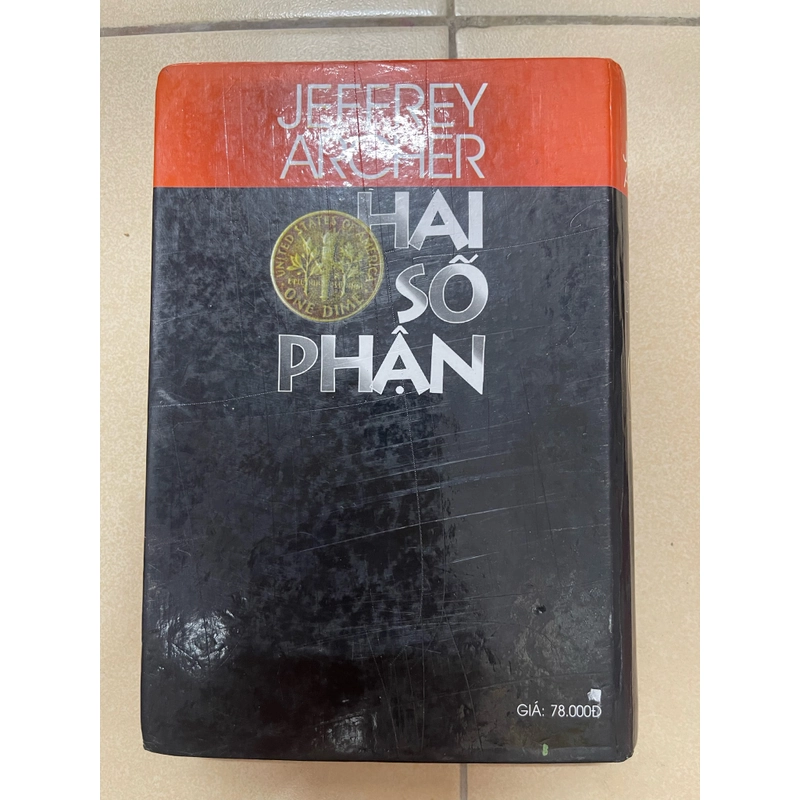 JEFFREY
ARCHER
HAI
SỐ
PHẬN
UNITED STATES OF AMERICA
ONE DIME
GIÁ: 78.000Đ